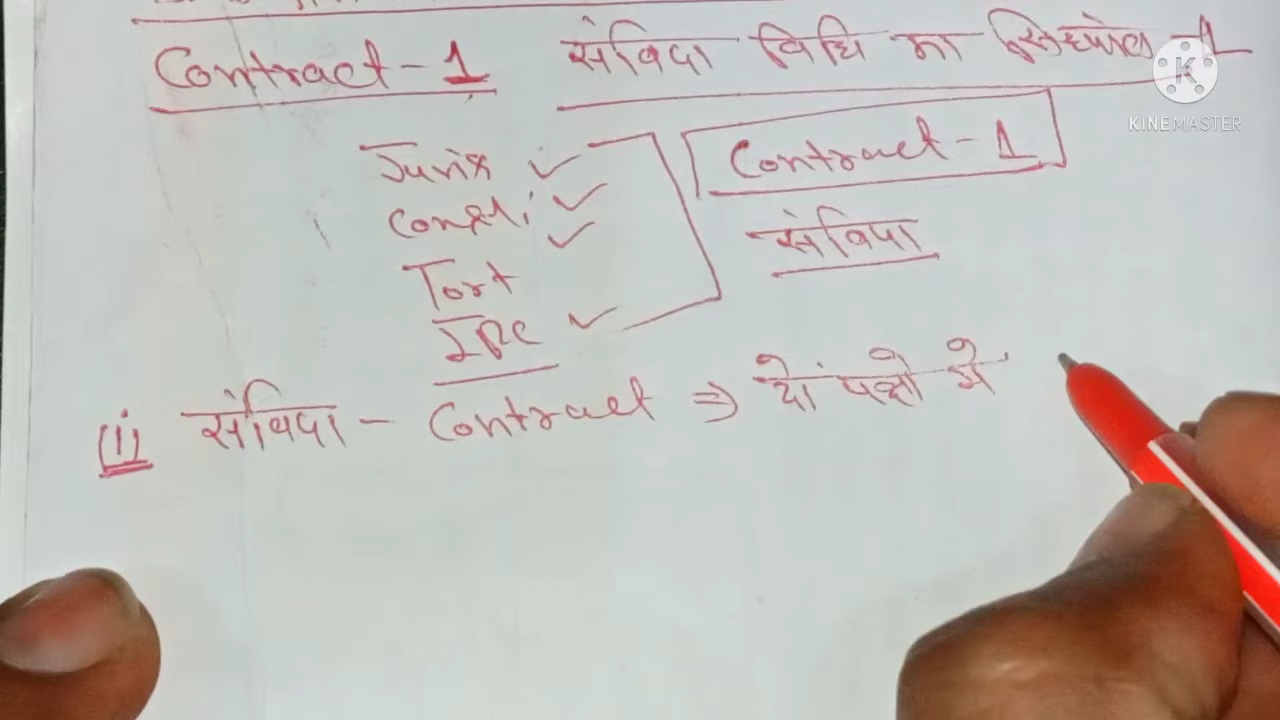 Contract - 1 संविदा विधि का सिध्धांत - 1
Juris
Consti
Contract - 1
संविदा
Tort
IPC
(i) संविदा - Contract ⇒ दो पक्षो मे
KINEMASTER